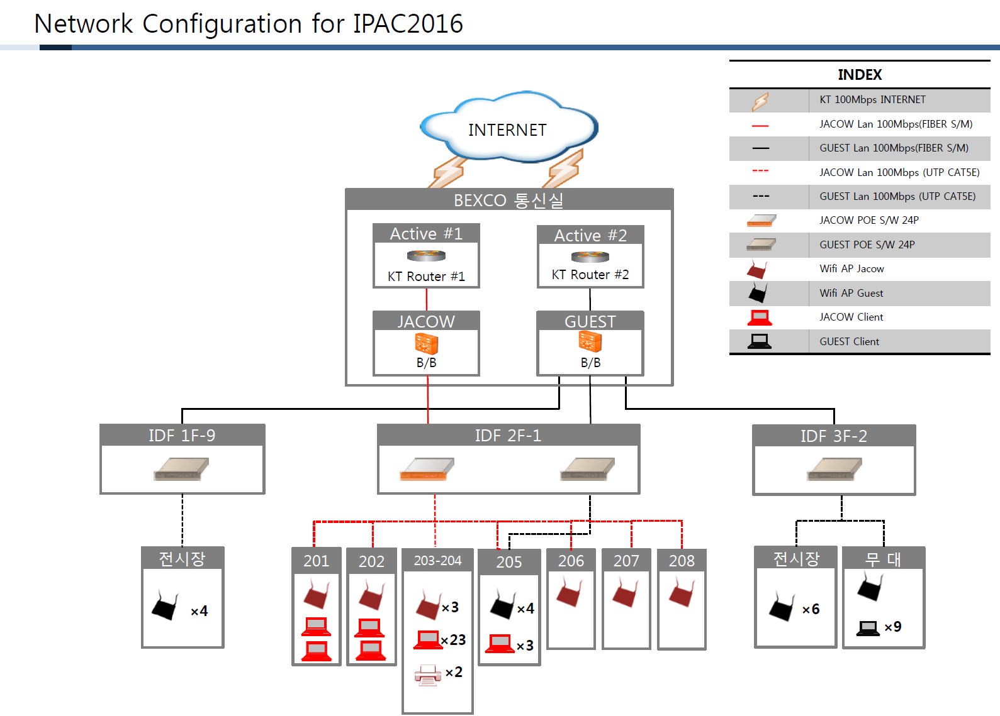 Network Configuration for IPAC2016
INDEX
KT 100Mbps INTERNET
JACOW Lan 100Mbps(FIBER S/M)
GUEST Lan 100Mbps(FIBER S/M)
JACOW Lan 100Mbps (UTP CAT5E)
GUEST Lan 100Mbps (UTP CAT5E)
JACOW POE S/W 24P
GUEST POE S/W 24P
Wifi AP Jacow
Wifi AP Guest
JACOW Client
GUEST Client
INTERNET
BEXCO 통신실
Active #1
KT Router #1
Active #2
KT Router #2
JACOW
B/B
GUEST
B/B
IDF 1F-9
IDF 2F-1
IDF 3F-2
전시장
×4
201
202
203-204
×3
×23
×2
205
×4
×3
206
207
208
전시장
×6
무 대
×9